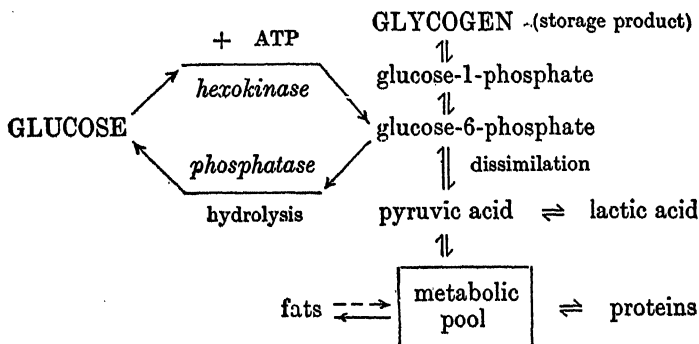 + ATP
GLYCOGEN (storage product)
hexokinase
glucose-1-phosphate
GLUCOSE
glucose-6-phosphate
phosphatase
dissimilation
hydrolysis
pyruvic acid ⇌ lactic acid
fats
metabolic
pool
⇌ proteins